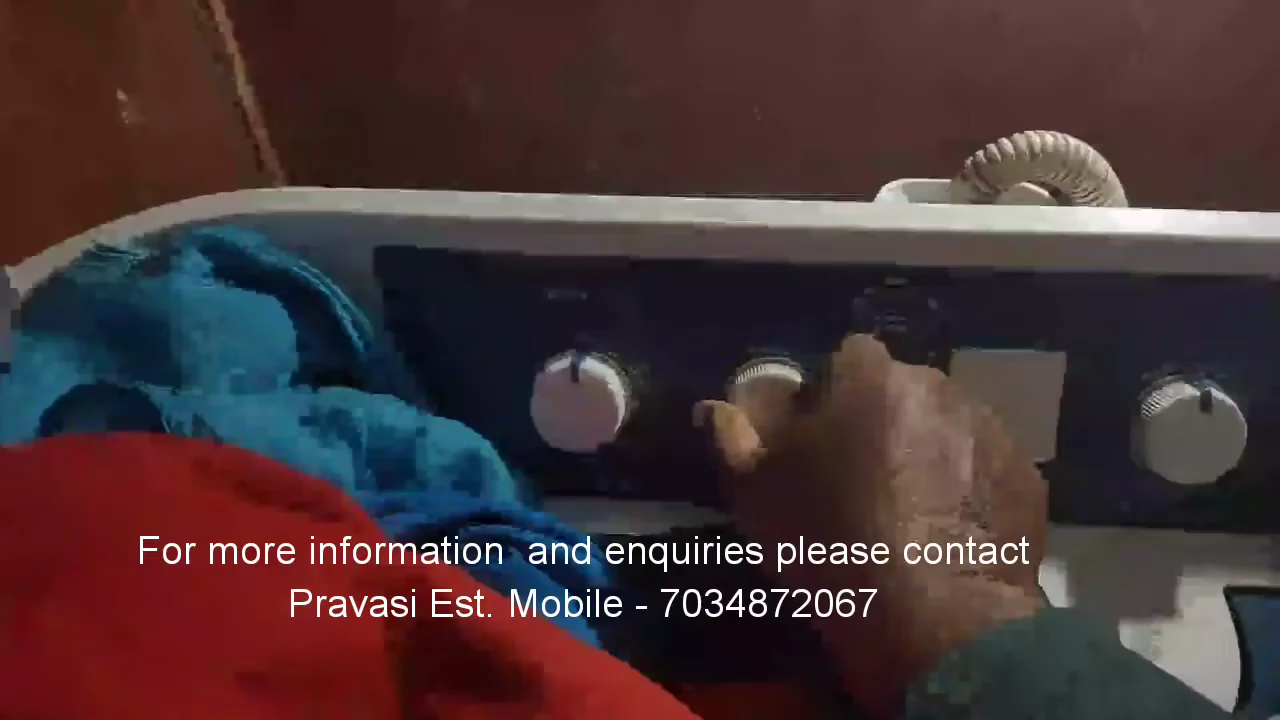 For more information  and enquiries please contact
Pravasi Est. Mobile - 7034872067